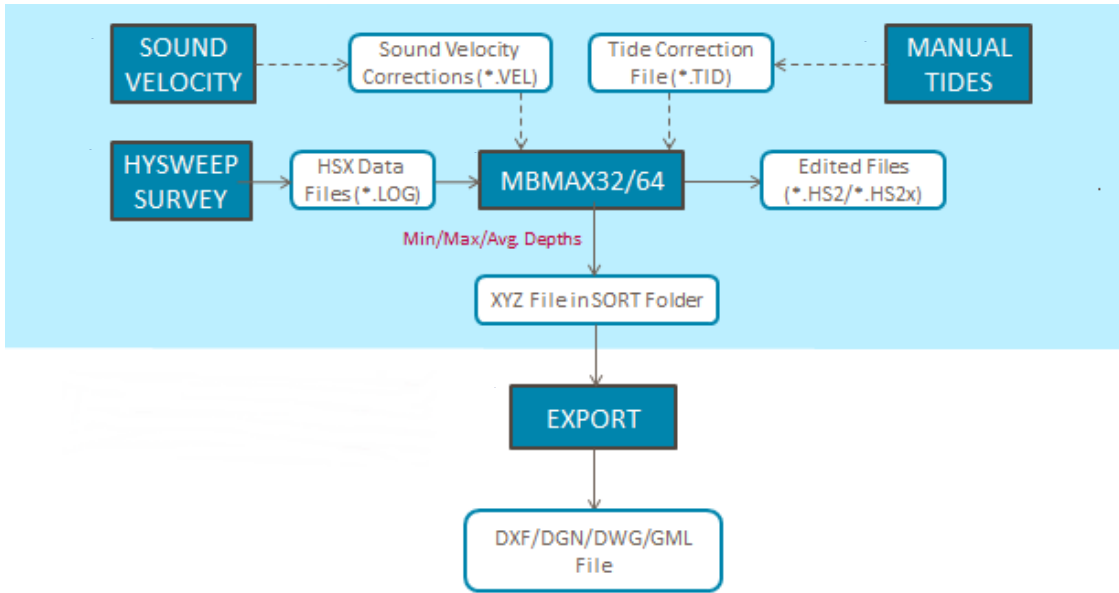 SOUND
VELOCITY
Sound Velocity
Corrections (*.VEL)
Tide Correction
File (*.TID)
MANUAL
TIDES
HYSWEEP
SURVEY
HSX Data
Files (*.LOG)
MBMAX32/64
Edited Files
(*.HS2/*.HS2x)
Min/Max/Avg. Depths
XYZ File in SORT Folder
EXPORT
DXF/DGN/DWG/GML
File